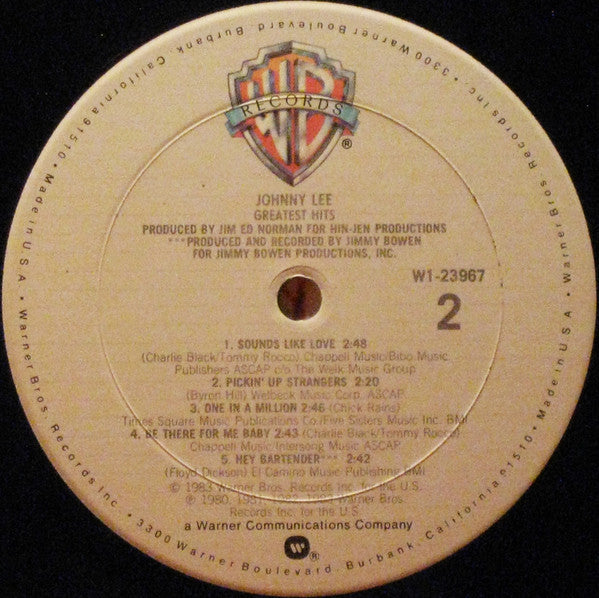 3300 Warner Boulevard, Burbank, California 91510 • Made in U.S.A. • Warner Bros. Records Inc. • 3300 Warner Boulevard, Burbank, California 91510 • Made in U.S.A. • Warner Bros. Records Inc. •
WB
RECORDS
®
JOHNNY LEE
GREATEST HITS
PRODUCED BY JIM ED NORMAN FOR HIN-JEN PRODUCTIONS
***PRODUCED AND RECORDED BY JIMMY BOWEN
FOR JIMMY BOWEN PRODUCTIONS, INC.
W1-23967
2
1. SOUNDS LIKE LOVE 2:48
(Charlie Black/Tommy Rocco) Chappell Music/Bibo Music
Publishers ASCAP c/o The Welk Music Group
2. PICKIN' UP STRANGERS 2:20
(Byron Hill) Welbeck Music Corp. ASCAP
3. ONE IN A MILLION 2:46 (Chick Rains)
Times Square Music Publications Co./Five Sisters Music Inc. BMI
4. BE THERE FOR ME BABY 2:43 (Charlie Black/Tommy Rocco)
Chappell Music/Intersong Music ASCAP
5. HEY BARTENDER*** 2:42
(Floyd Dickson) El Camino Music Publishing BMI
© 1983 Warner Bros. Records Inc. for the U.S.
℗ 1980, 1981, 1982, 1983 Warner Bros.
Records Inc. for the U.S.
a Warner Communications Company
®